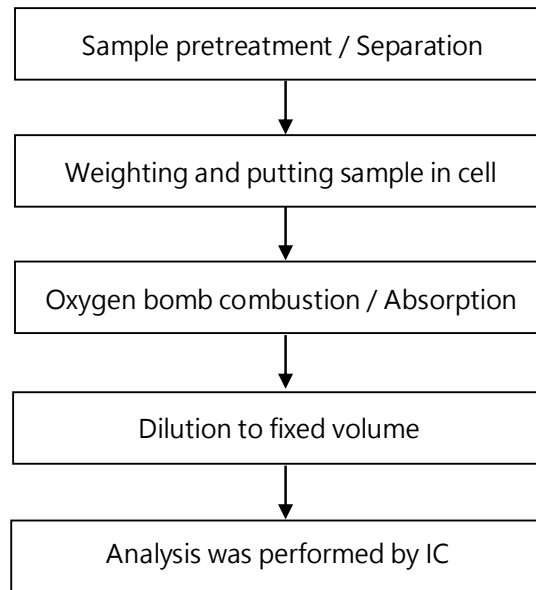 Sample pretreatment / Separation
Weighting and putting sample in cell
Oxygen bomb combustion / Absorption
Dilution to fixed volume
Analysis was performed by IC